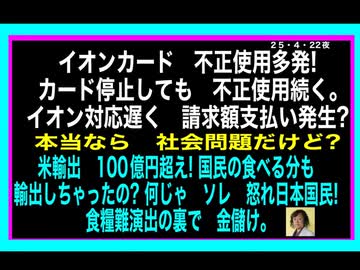 25・4・22夜
イオンカード　不正使用多発!
カード停止しても　不正使用続く。
イオン対応遅く　請求額支払い発生?
本当なら　社会問題だけど?
米輸出　100億円超え! 国民の食べる分も
輸出しちゃったの? 何じゃ　ソレ　怒れ日本国民!
食糧難演出の裏で　金儲け。